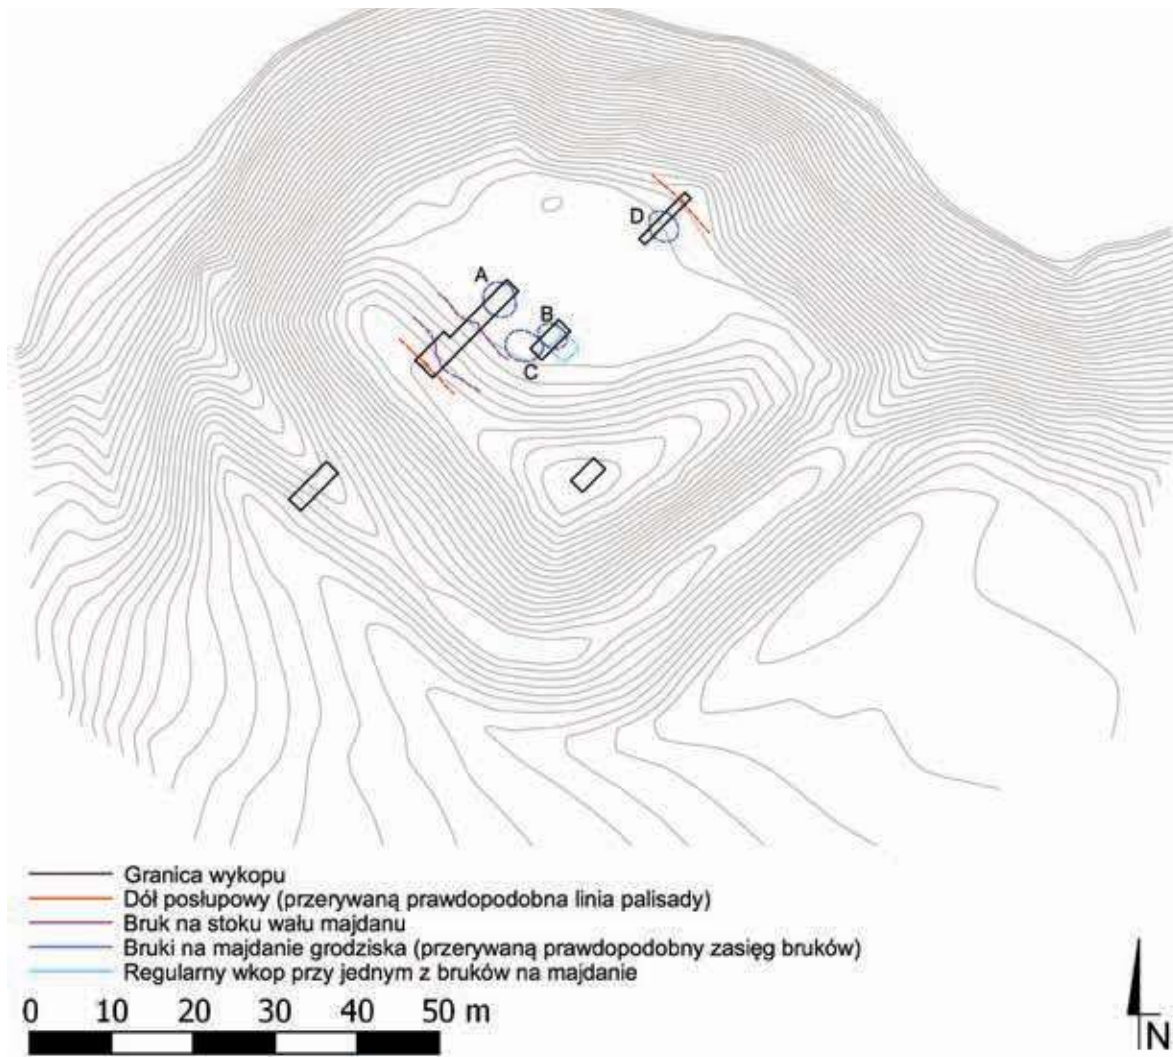 D
A
B
C
Granica wykopu
Dół posłupowy (przerywaną prawdopodobna linia palisady)
Bruk na stoku wału majdanu
Bruki na majdanie grodziska (przerywaną prawdopodobny zasięg bruków)
Regularny wkop przy jednym z bruków na majdanie
0 10 20 30 40 50 m
N